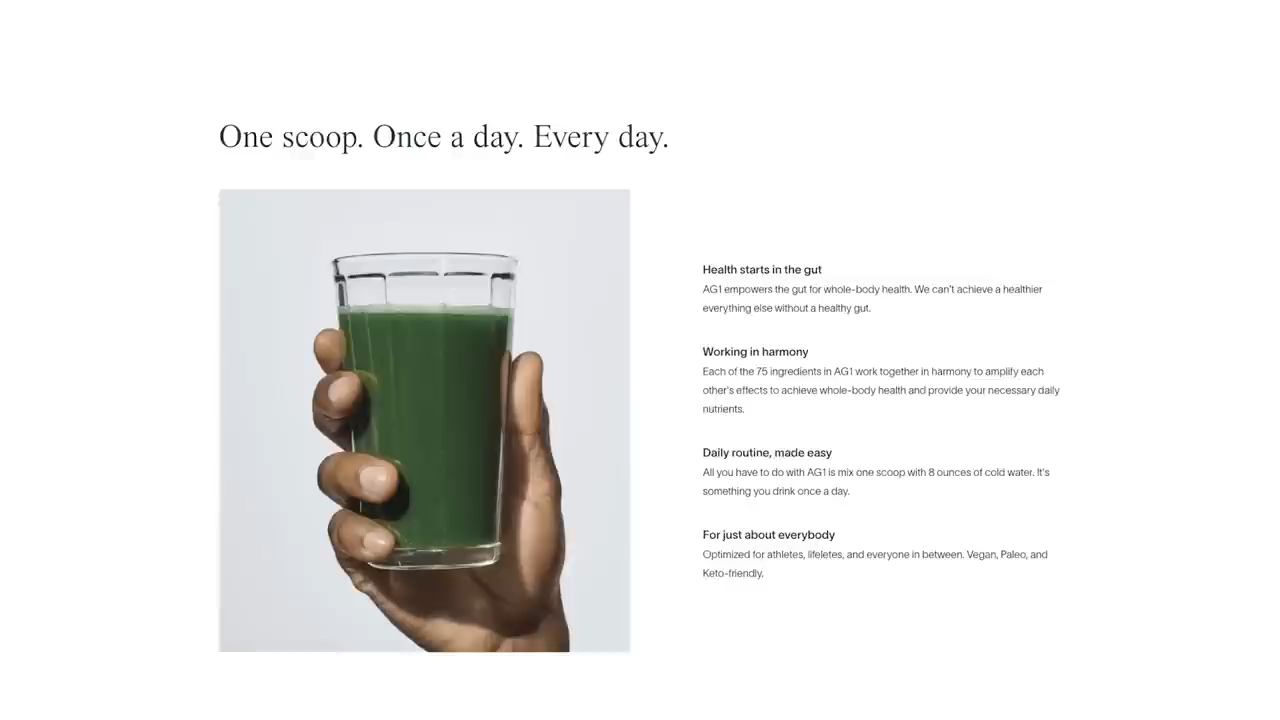 One scoop. Once a day. Every day.
Health starts in the gut
AG1 empowers the gut for whole-body health. We can't achieve a healthier
everything else without a healthy gut.
Working in harmony
Each of the 75 ingredients in AG1 work together in harmony to amplify each
other's effects to achieve whole-body health and provide your necessary daily
nutrients.
Daily routine, made easy
All you have to do with AG1 is mix one scoop with 8 ounces of cold water. It's
something you drink once a day.
For just about everybody
Optimized for athletes, lifeletes, and everyone in between. Vegan, Paleo, and
Keto-friendly.